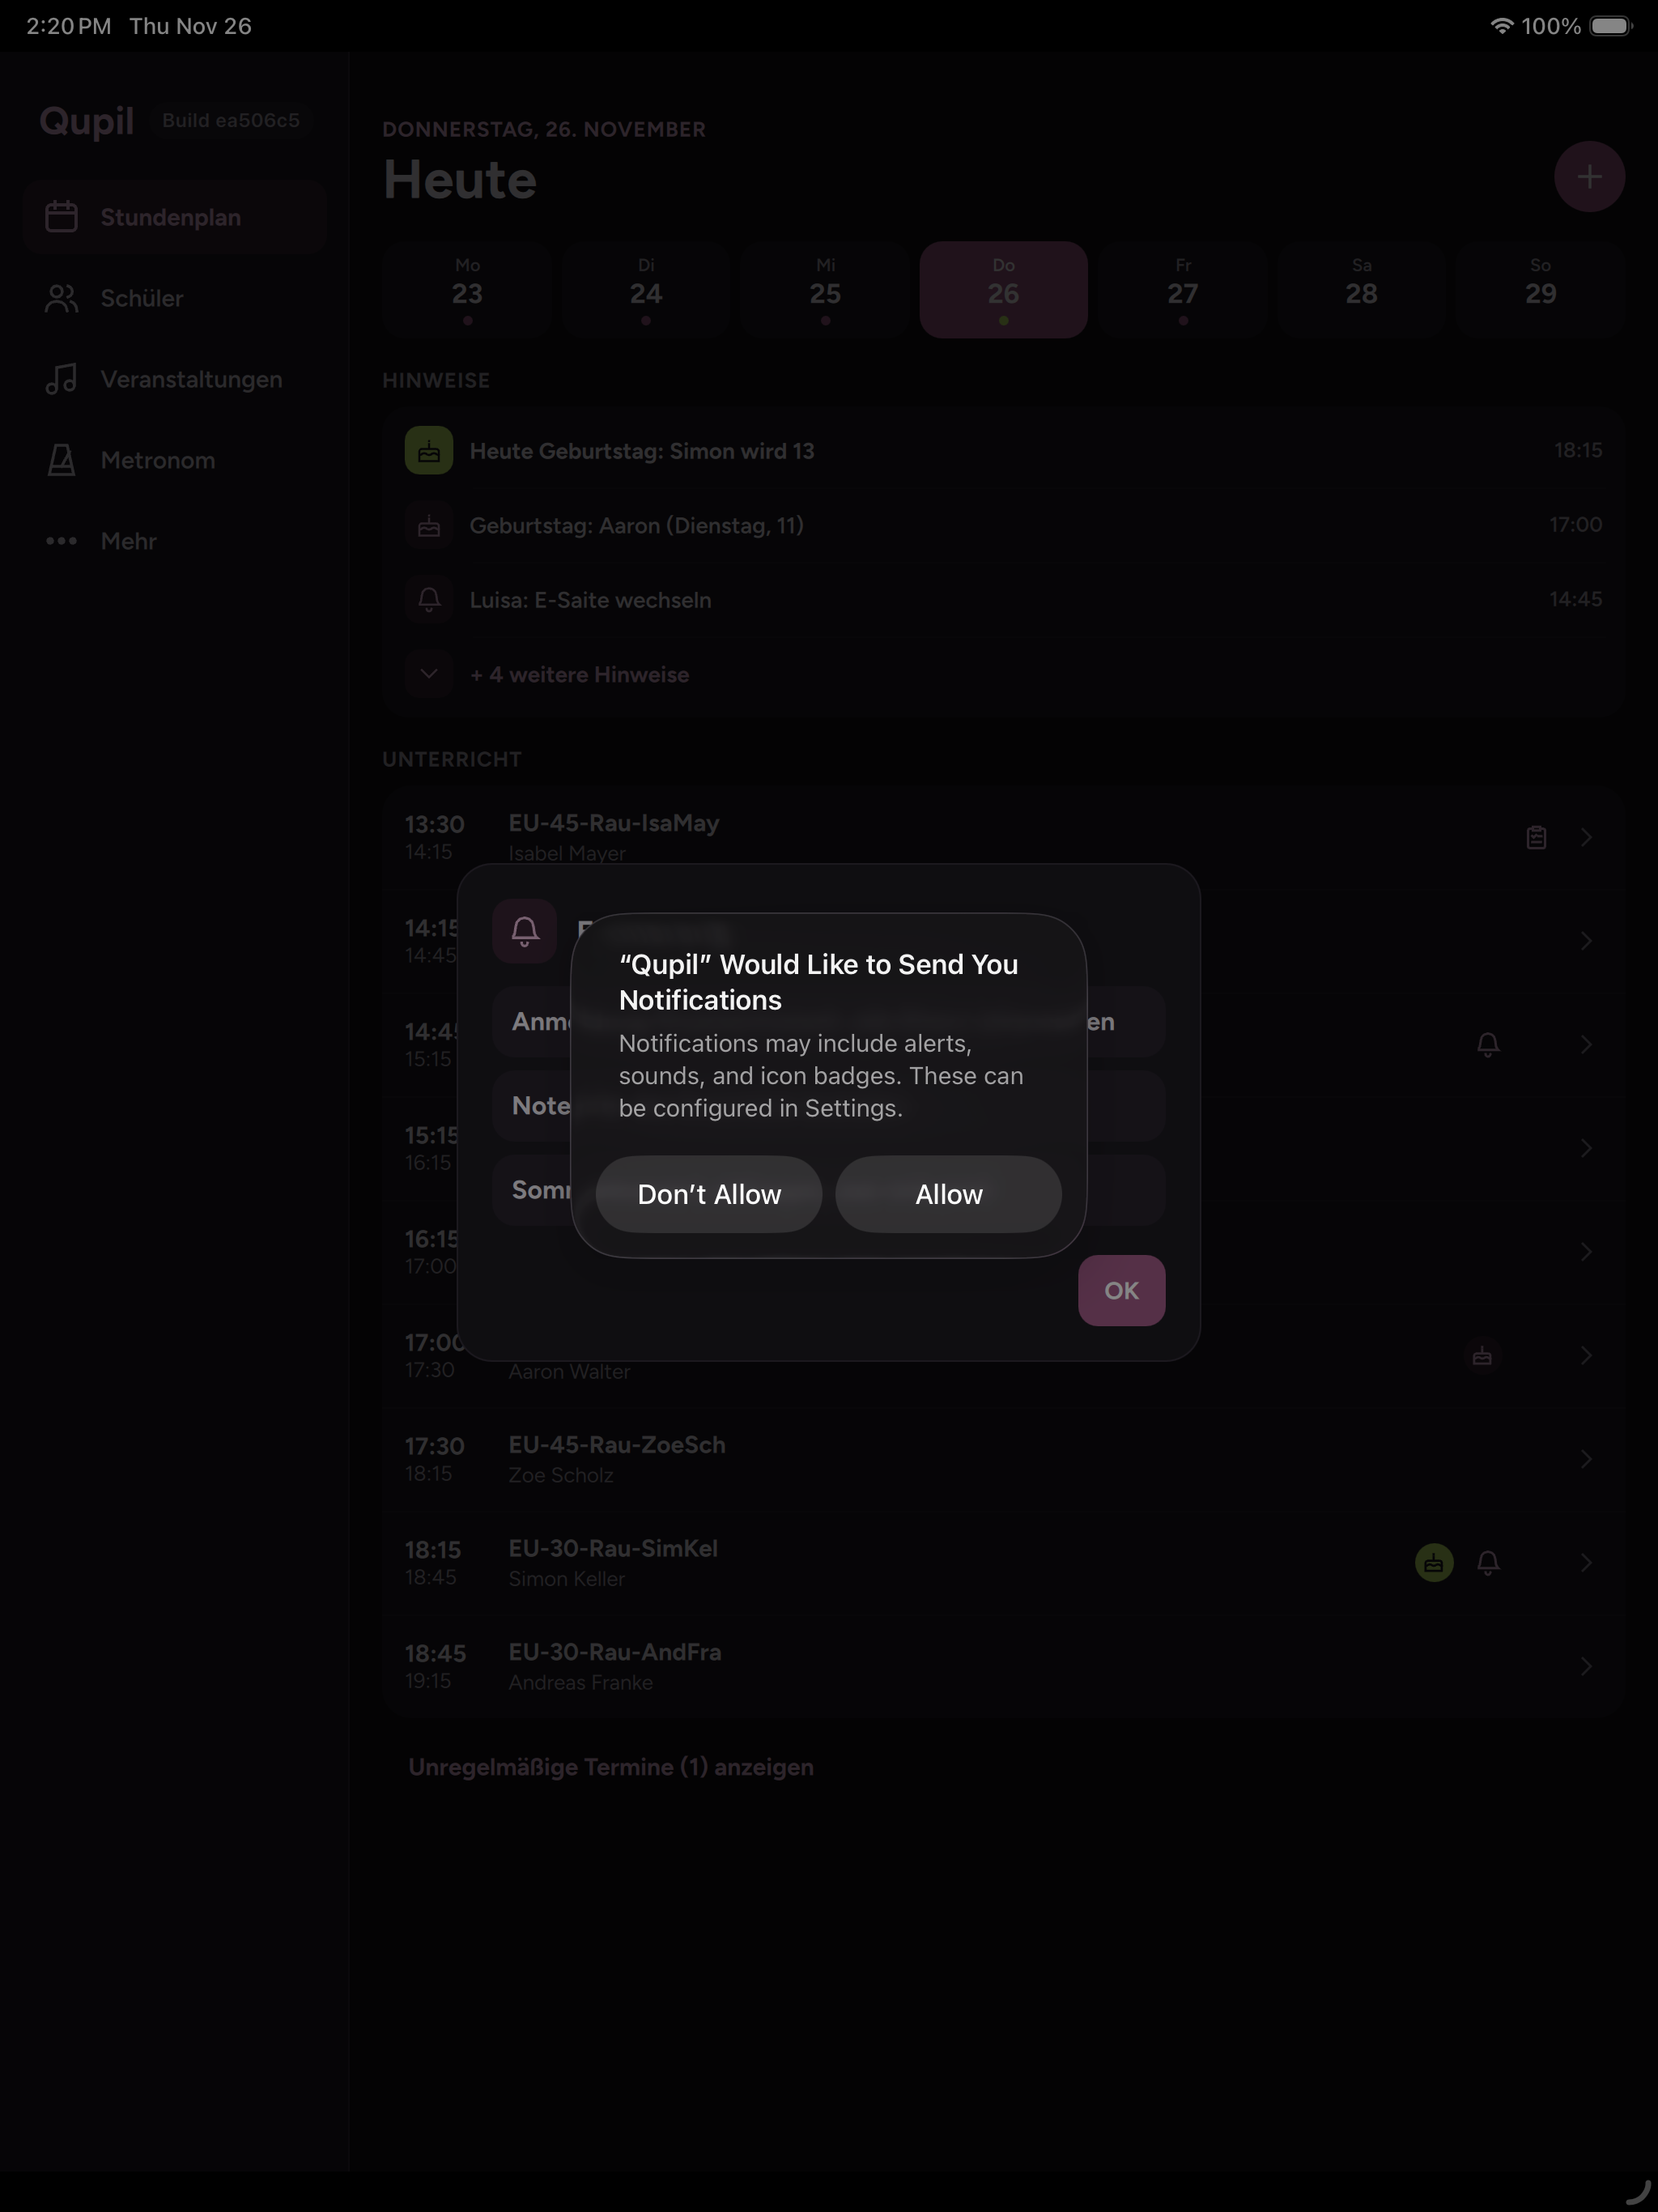 2:20 PM Thu Nov 26
100%
Qupil
Build ea506c5
Stundenplan
Schüler
Veranstaltungen
Metronom
Mehr
DONNERSTAG, 26. NOVEMBER
Heute
Mo
23
Di
24
Mi
25
Do
26
Fr
27
Sa
28
So
29
HINWEISE
Heute Geburtstag: Simon wird 13
18:15
Geburtstag: Aaron (Dienstag, 11)
17:00
Luisa: E-Saite wechseln
14:45
+ 4 weitere Hinweise
UNTERRICHT
13:30
14:15
EU-45-Rau-IsaMay
Isabel Mayer
14:15
14:45
14:45
15:15
15:15
16:15
16:15
17:00
“Qupil” Would Like to Send You
Notifications
Notifications may include alerts,
sounds, and icon badges. These can
be configured in Settings.
Don’t Allow
Allow
OK
17:00
17:30
Aaron Walter
17:30
18:15
EU-45-Rau-ZoeSch
Zoe Scholz
18:15
18:45
EU-30-Rau-SimKel
Simon Keller
18:45
19:15
EU-30-Rau-AndFra
Andreas Franke
Unregelmäßige Termine (1) anzeigen